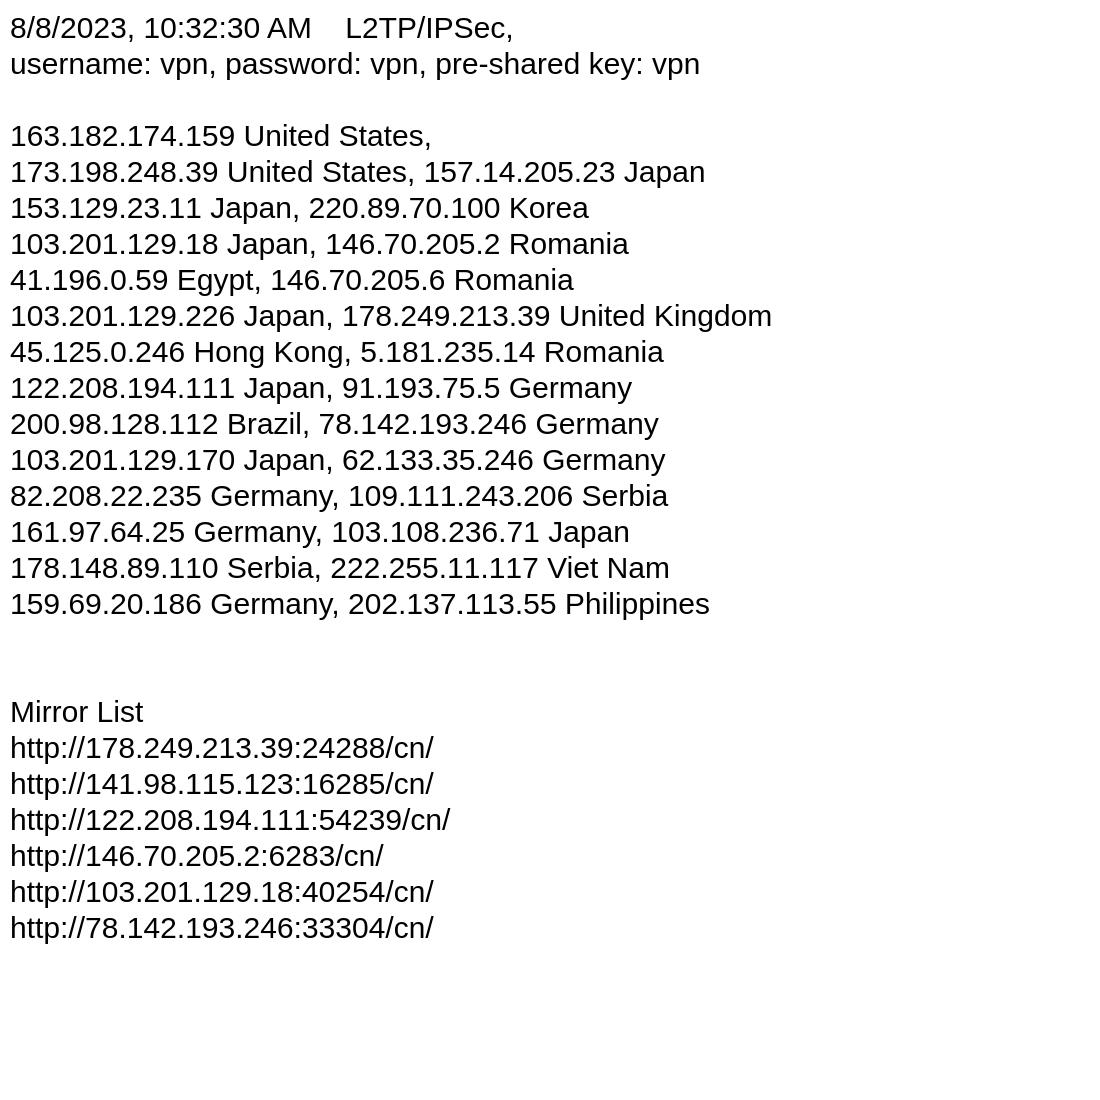 8/8/2023, 10:32:30 AM    L2TP/IPSec,
username: vpn, password: vpn, pre-shared key: vpn
163.182.174.159 United States,
173.198.248.39 United States, 157.14.205.23 Japan
153.129.23.11 Japan, 220.89.70.100 Korea
103.201.129.18 Japan, 146.70.205.2 Romania
41.196.0.59 Egypt, 146.70.205.6 Romania
103.201.129.226 Japan, 178.249.213.39 United Kingdom
45.125.0.246 Hong Kong, 5.181.235.14 Romania
122.208.194.111 Japan, 91.193.75.5 Germany
200.98.128.112 Brazil, 78.142.193.246 Germany
103.201.129.170 Japan, 62.133.35.246 Germany
82.208.22.235 Germany, 109.111.243.206 Serbia
161.97.64.25 Germany, 103.108.236.71 Japan
178.148.89.110 Serbia, 222.255.11.117 Viet Nam
159.69.20.186 Germany, 202.137.113.55 Philippines
Mirror List
http://178.249.213.39:24288/cn/
http://141.98.115.123:16285/cn/
http://122.208.194.111:54239/cn/
http://146.70.205.2:6283/cn/
http://103.201.129.18:40254/cn/
http://78.142.193.246:33304/cn/